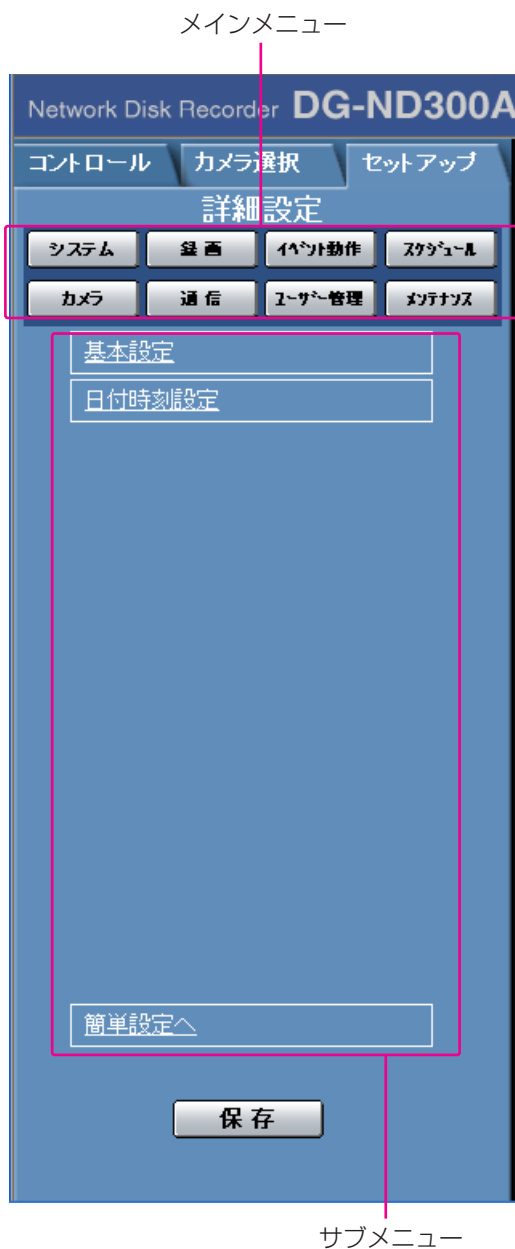 メインメニュー
Network Disk Recorder DG-ND300A
コントロール カメラ選択 セットアップ
詳細設定
システム 録画 ｲﾍﾞﾝﾄ動作 ｽｹｼﾞｭｰﾙ
カメラ 通信 ﾕｰｻﾞｰ管理 ﾒﾝﾃﾅﾝｽ
基本設定
日付時刻設定
簡単設定へ
保存
サブメニュー